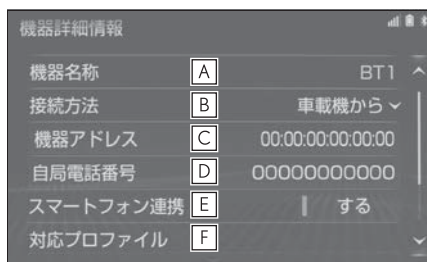 機器詳細情報
機器名称 A BT1
接続方法 B 車載機から
機器アドレス C 00:00:00:00:00:00
自局電話番号 D 00000000000
スマートフォン連携 E する
対応プロファイル F